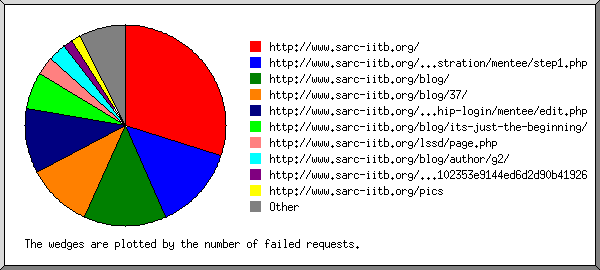 http://www.sarc-iitb.org/
http://www.sarc-iitb.org/...stration/mentee/step1.php
http://www.sarc-iitb.org/blog/
http://www.sarc-iitb.org/blog/37/
http://www.sarc-iitb.org/...hip-login/mentee/edit.php
http://www.sarc-iitb.org/blog/its-just-the-beginning/
http://www.sarc-iitb.org/lssd/page.php
http://www.sarc-iitb.org/blog/author/g2/
http://www.sarc-iitb.org/...102353e9144ed6d2d90b41926
http://www.sarc-iitb.org/pics
Other
The wedges are plotted by the number of failed requests.